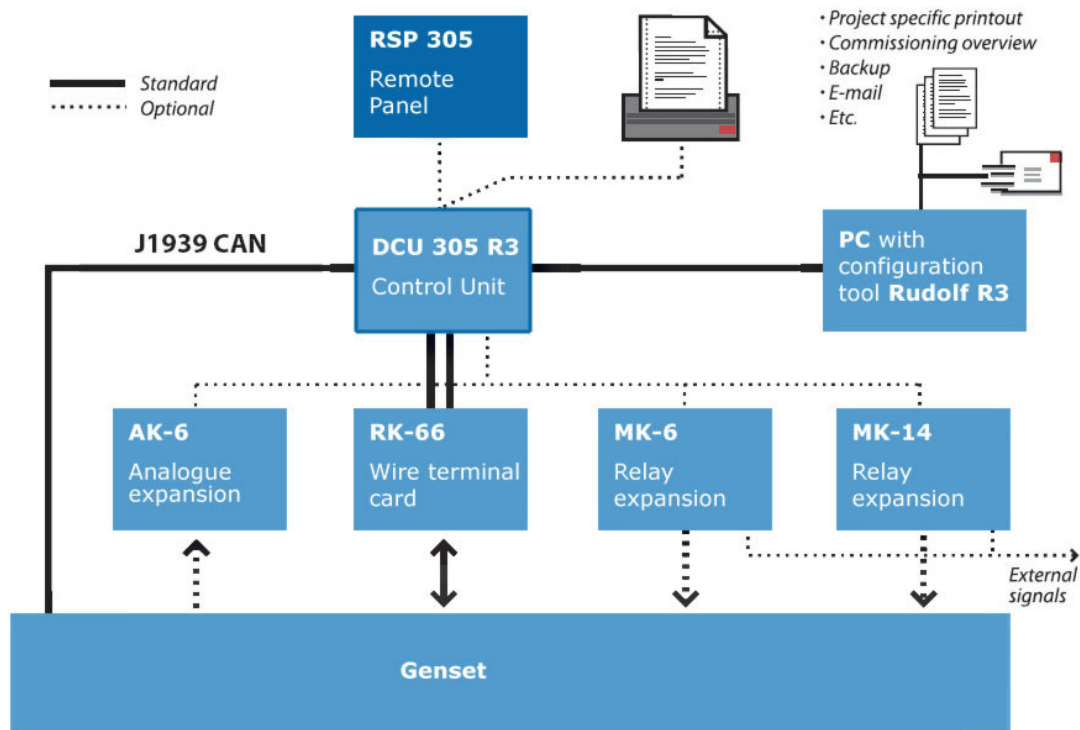 RSP 305
Remote
Panel
Standard
Optional
· Project specific printout
· Commissioning overview
· Backup
· E-mail
· Etc.
J1939 CAN
DCU 305 R3
Control Unit
PC with
configuration
tool Rudolf R3
AK-6
Analogue
expansion
RK-66
Wire terminal
card
MK-6
Relay
expansion
MK-14
Relay
expansion
External
signals
Genset